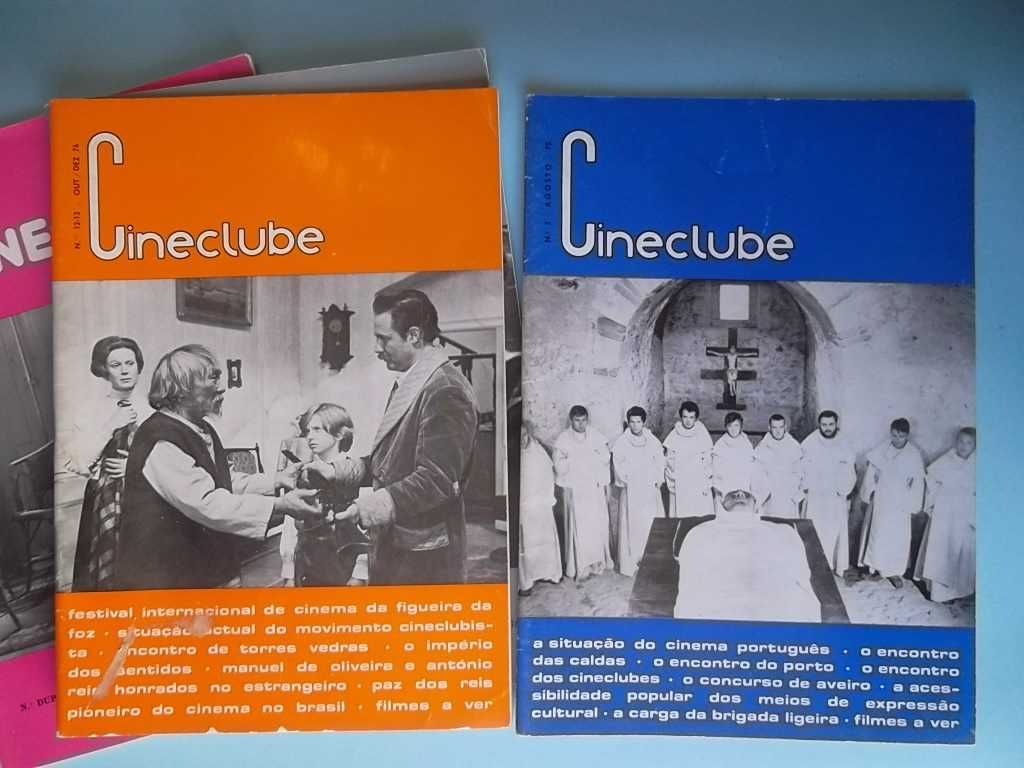 NE
N.º DUP
N.º 12-13 OUT/DEZ 76
Cineclube
festival internacional de cinema da figueira da
foz · situação actual do movimento cineclubis-
ta · encontro de torres vedras · o império
dos sentidos · manuel de oliveira e antónio
reis honrados no estrangeiro · paz dos reis
pioneiro do cinema no brasil · filmes a ver
AGOSTO 75
Cineclube
a situação do cinema português · o encontro
das caldas · o encontro do porto · o encontro
dos cineclubes · o concurso de aveiro · a aces-
sibilidade popular dos meios de expressão
cultural · a carga da brigada ligeira · filmes a ver